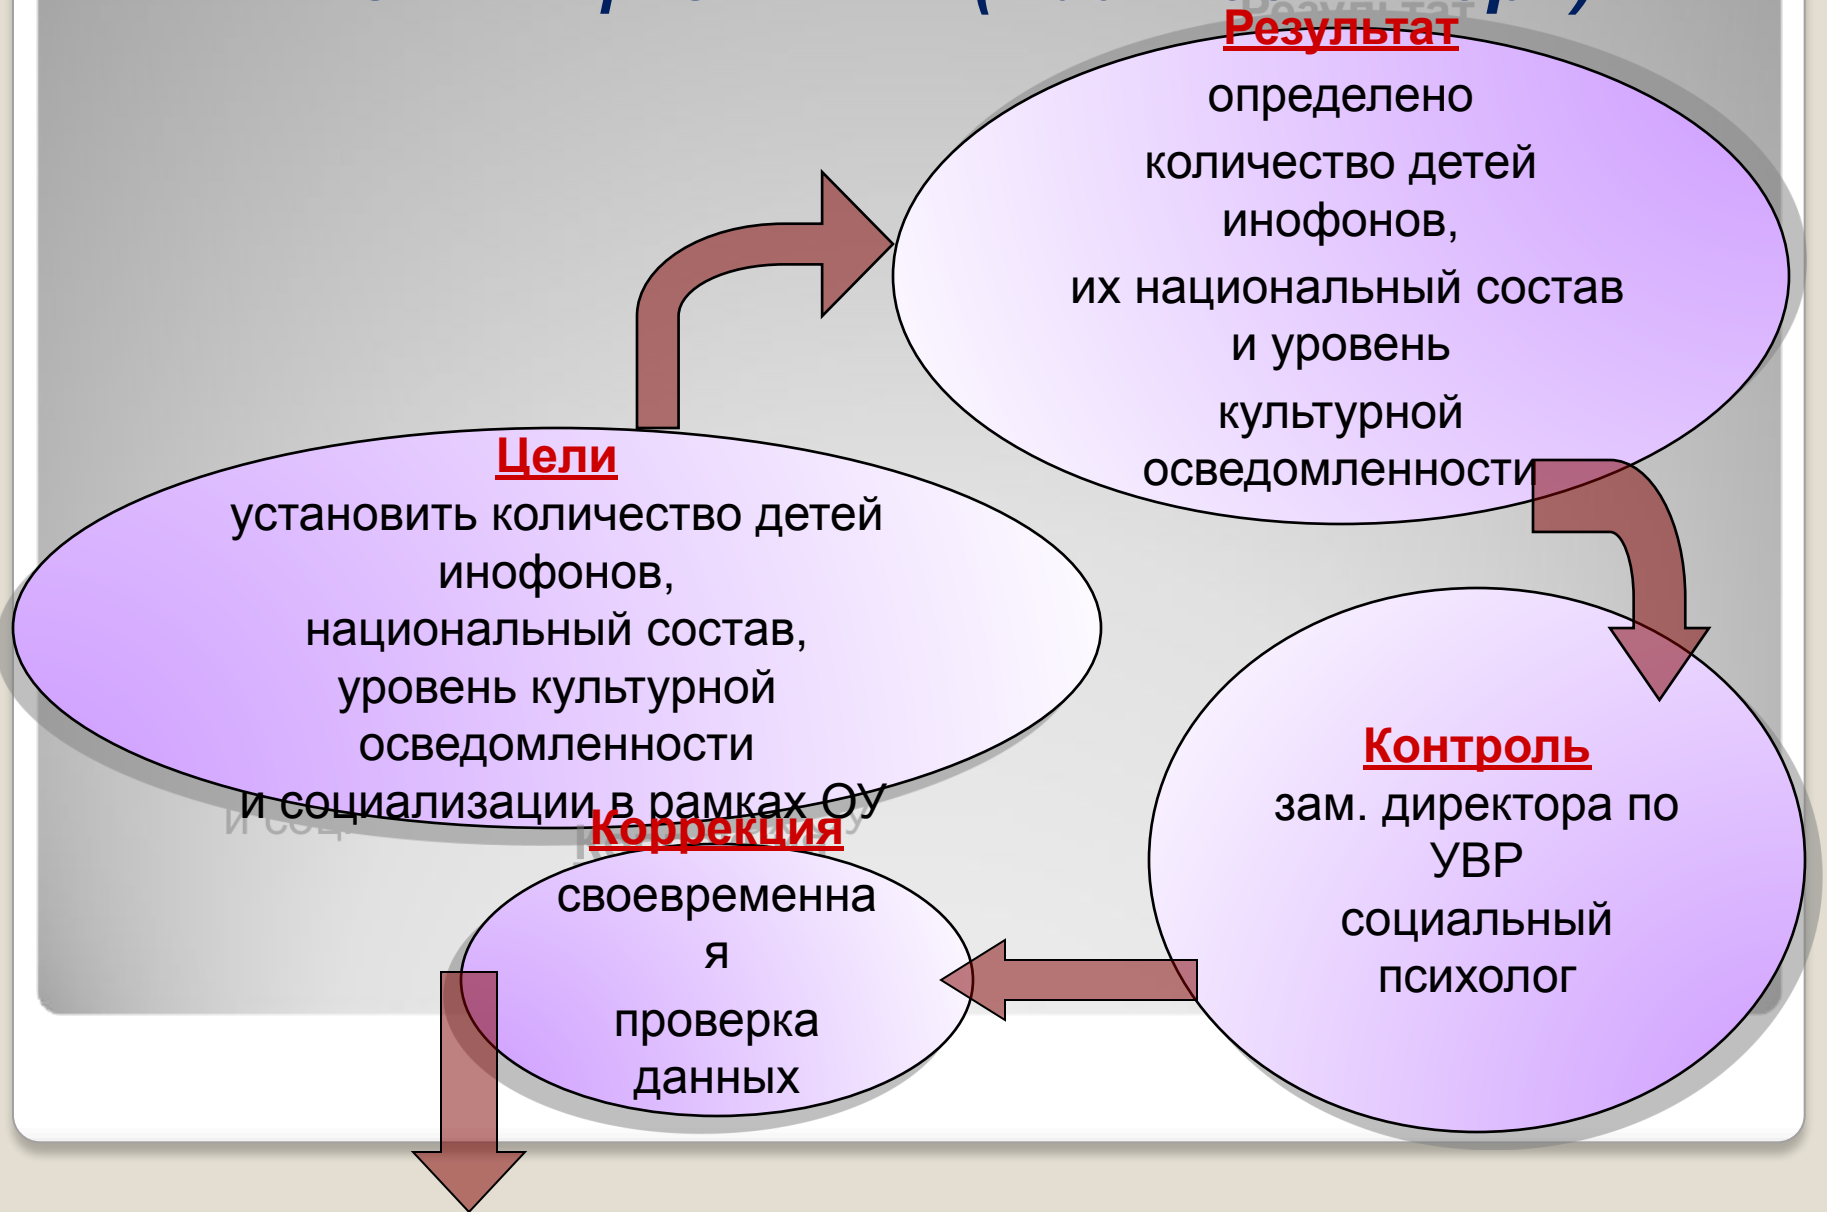 Результат
определено
количество детей
инофонов,
их национальный состав
и уровень
культурной
осведомленности
Цели
установить количество детей
инофонов,
национальный состав,
уровень культурной
осведомленности
и социализации в рамках ОУ
Контроль
зам. директора по
УВР
социальный
психолог
Коррекция
своевременна
я
проверка
данных